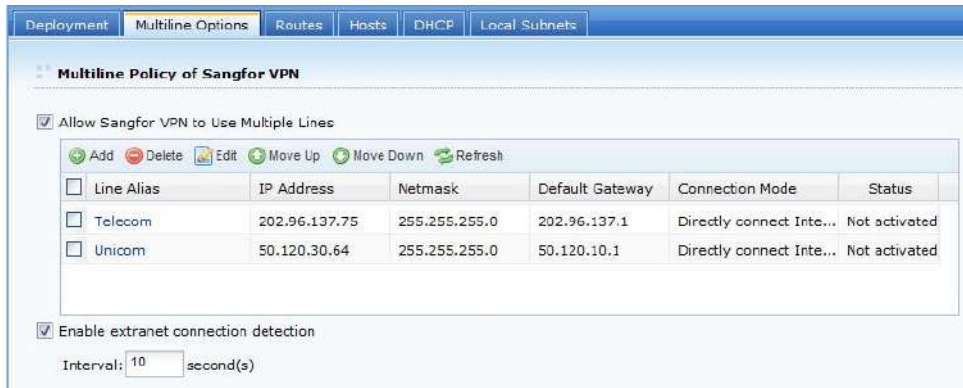 Deployment Multiline Options Routes Hosts DHCP Local Subnets
Multiline Policy of Sangfor VPN
Allow Sangfor VPN to Use Multiple Lines
Add Delete Edit Move Up Move Down Refresh
Line Alias IP Address Netmask Default Gateway Connection Mode Status
Telecom 202.96.137.75 255.255.255.0 202.96.137.1 Directly connect Inte... Not activated
Unicom 50.120.30.64 255.255.255.0 50.120.10.1 Directly connect Inte... Not activated
Enable extranet connection detection
Interval: 10 second(s)